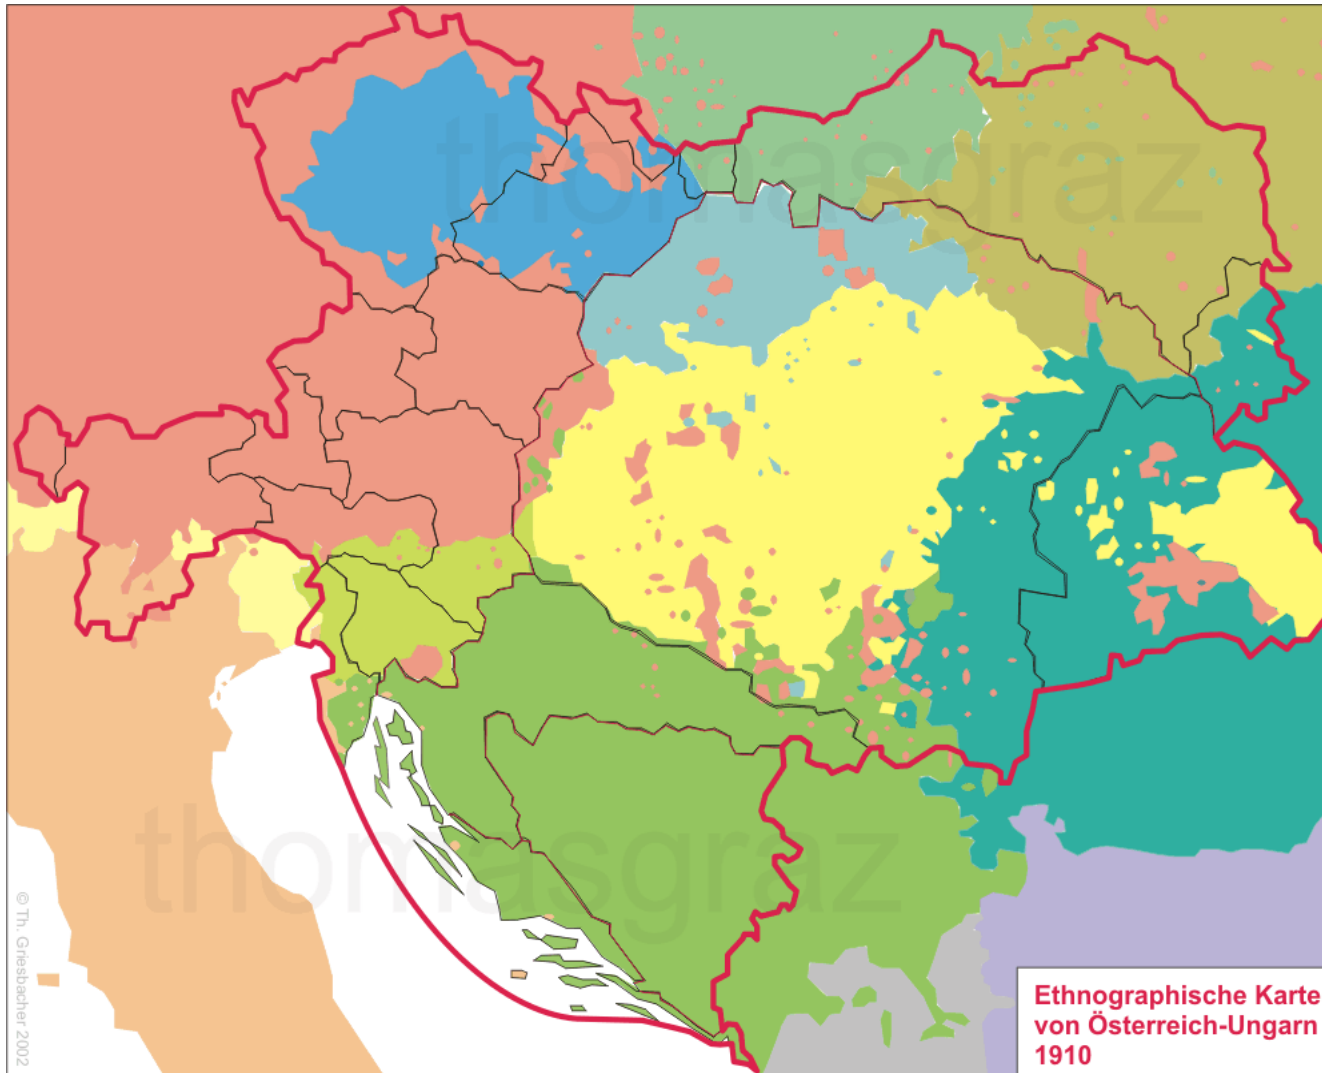 thomasgraz
thomasgraz
© Th. Griesbacher 2002
Ethnographische Karte
von Österreich-Ungarn
1910